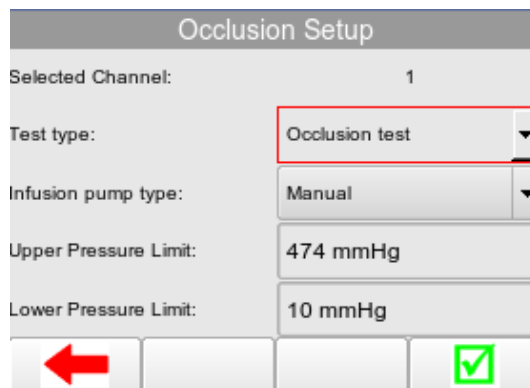 Occlusion Setup
Selected Channel: 1
Test type: Occlusion test
Infusion pump type: Manual
Upper Pressure Limit: 474 mmHg
Lower Pressure Limit: 10 mmHg